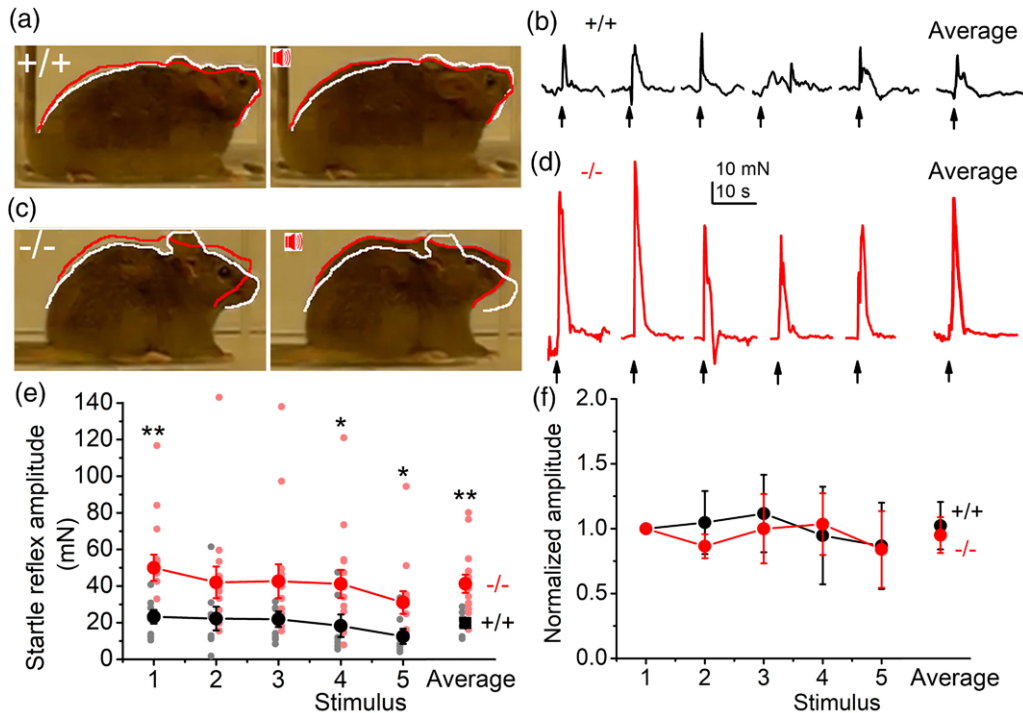 (a)
+/+
(b)
+/+
Average
(c)
-/-
(d)
-/-
10 mN
10 s
Average
(e)
Startle reflex amplitude
(mN)
140
120
100
80
60
40
20
0
**
*
*
**
-/-
+/+
1 2 3 4 5 Average
Stimulus
(f)
Normalized amplitude
2.0
1.5
1.0
0.5
0.0
+/+
-/-
1 2 3 4 5 Average
Stimulus